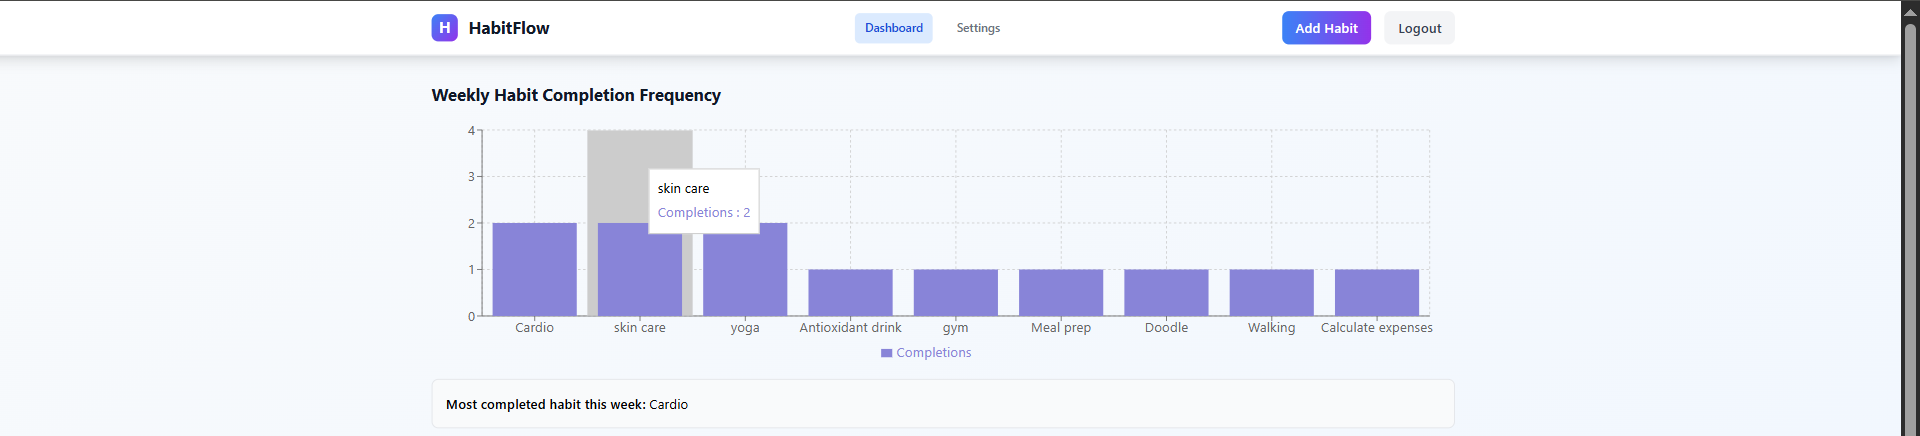 H HabitFlow Dashboard Settings Add Habit Logout
Weekly Habit Completion Frequency
4
3
2
1
0
skin care
Completions : 2
Cardio skin care yoga Antioxidant drink gym Meal prep Doodle Walking Calculate expenses
Completions
Most completed habit this week: Cardio